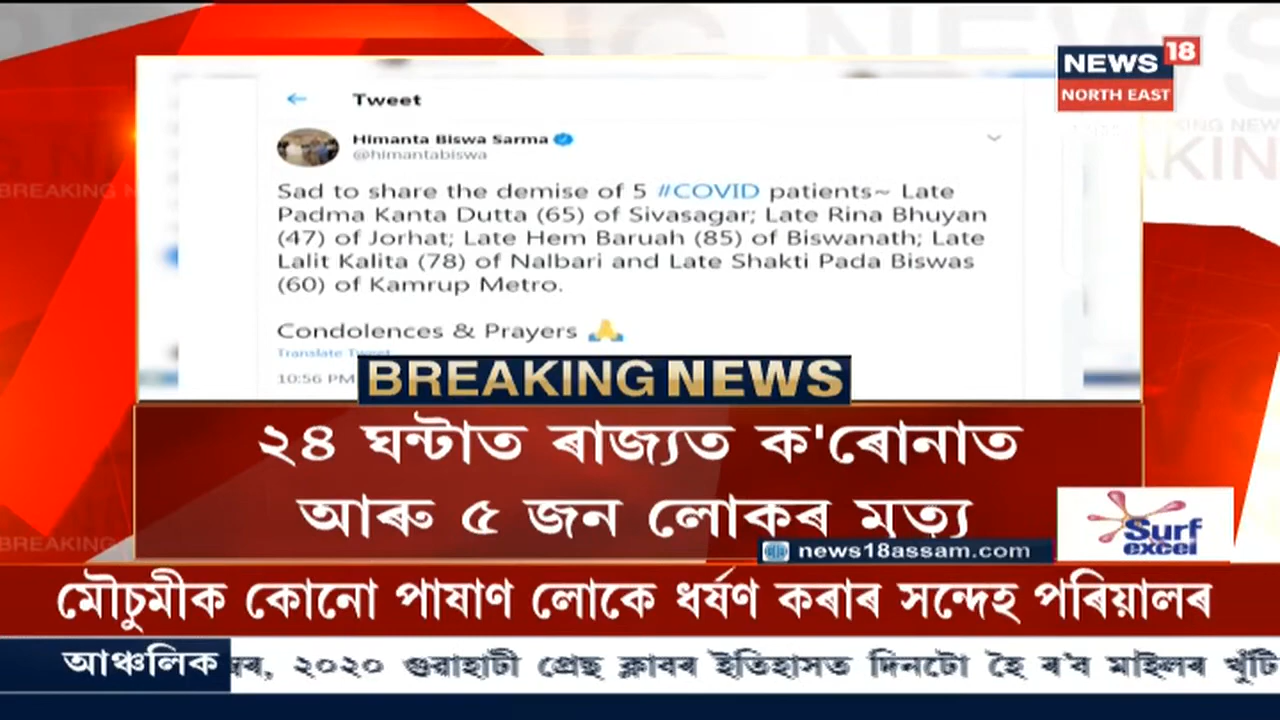 NEWS 18
NORTH EAST
Tweet
Himanta Biswa Sarma
@himantabiswa
Sad to share the demise of 5 #COVID patients~ Late
Padma Kanta Dutta (65) of Sivasagar; Late Rina Bhuyan
(47) of Jorhat; Late Hem Baruah (85) of Biswanath; Late
Lalit Kalita (78) of Nalbari and Late Shakti Pada Biswas
(60) of Kamrup Metro.
Condolences & Prayers 🙏
Translate Tweet
10:56 PM
BREAKING NEWS
২৪ ঘন্টাত ৰাজ্যত ক'ৰোনাত
আৰু ৫ জন লোকৰ মৃত্যু
news18assam.com
Surf
excel
মৌচুমীক কোনো পাষাণ লোকে ধৰ্ষণ কৰাৰ সন্দেহ পৰিয়ালৰ
আঞ্চলিক ২০২০ গুৱাহাটী প্ৰেছ ক্লাবৰ ইতিহাসত দিনটো হৈ ৰ'ব মাইলৰ খুঁটি